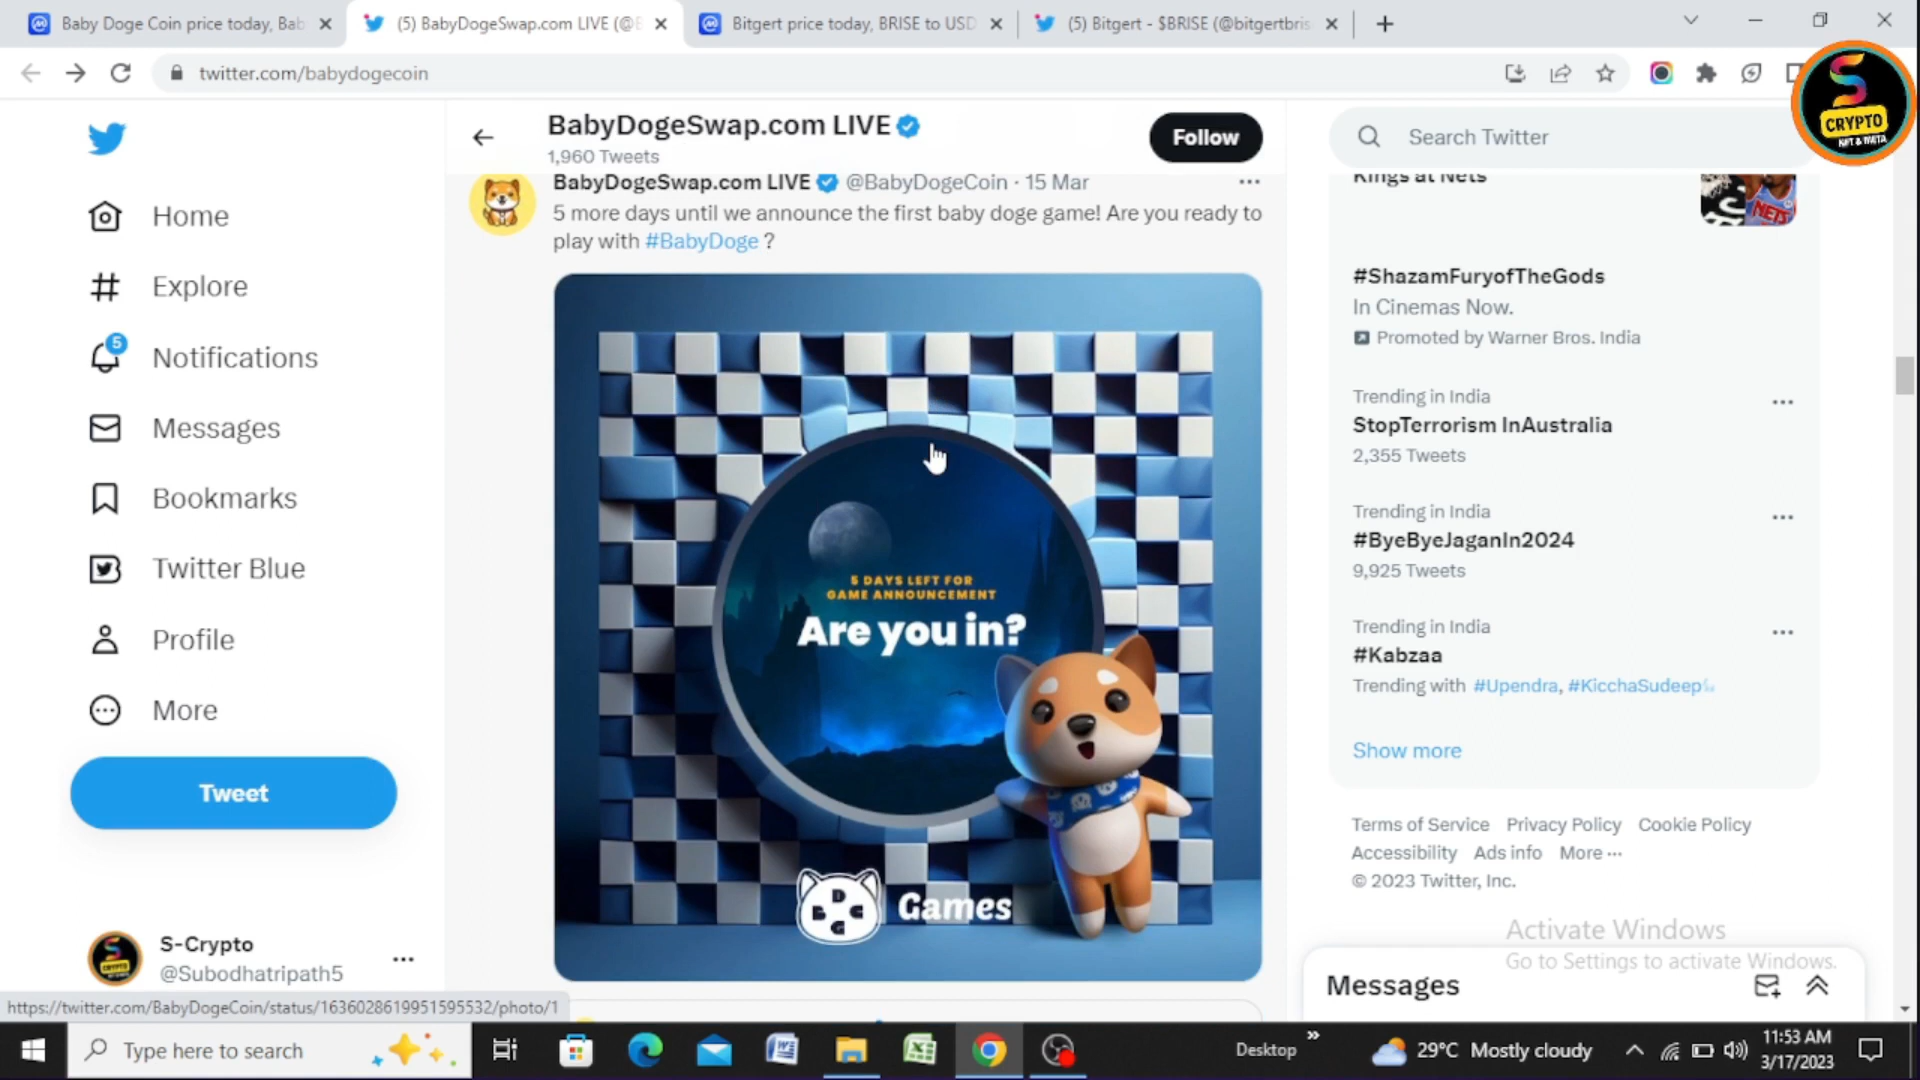 Baby Doge Coin price today, Bab
(5) BabyDogeSwap.com LIVE (@B
Bitgert price today, BRISE to USD
(5) Bitgert - $BRISE (@bitgertbris
twitter.com/babydogecoin
S
CRYPTO
NFT & META
BabyDogeSwap.com LIVE
1,960 Tweets
Follow
Search Twitter
Home
Explore
5
Notifications
Messages
Bookmarks
Twitter Blue
Profile
More
Tweet
S-Crypto
@Subodhatripath5
BabyDogeSwap.com LIVE @BabyDogeCoin · 15 Mar
5 more days until we announce the first baby doge game! Are you ready to
play with #BabyDoge ?
5 DAYS LEFT FOR
GAME ANNOUNCEMENT
Are you in?
Games
Kings at Nets
NETS
#ShazamFuryofTheGods
In Cinemas Now.
Promoted by Warner Bros. India
Trending in India
StopTerrorism InAustralia
2,355 Tweets
Trending in India
#ByeByeJaganIn2024
9,925 Tweets
Trending in India
#Kabzaa
Trending with #Upendra, #KicchaSudeep
Show more
Terms of Service Privacy Policy Cookie Policy
Accessibility Ads info More ···
© 2023 Twitter, Inc.
Activate Windows
Go to Settings to activate Windows.
Messages
https://twitter.com/BabyDogeCoin/status/1636028619951595532/photo/1
Type here to search
Desktop
29°C Mostly cloudy
11:53 AM
3/17/2023